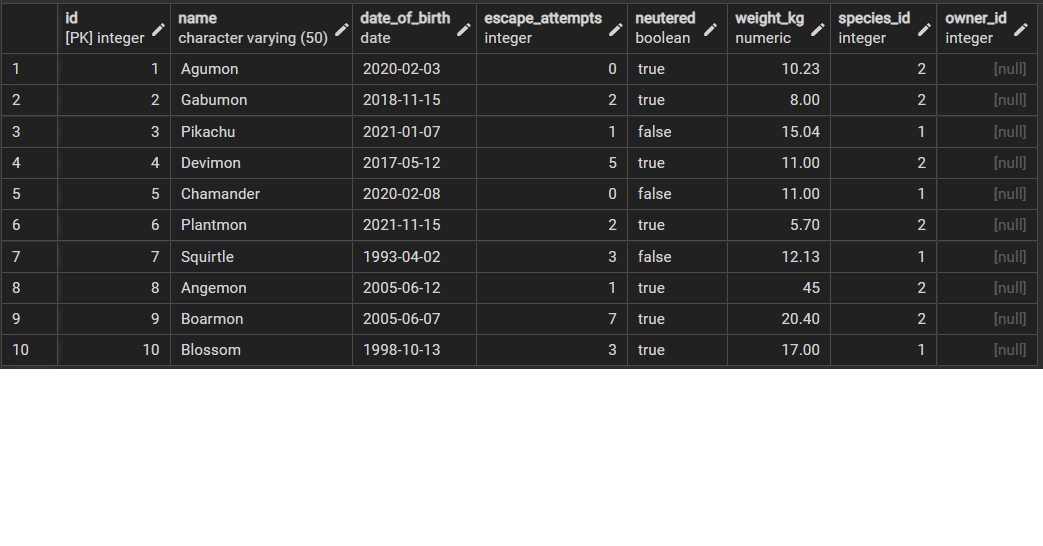 id name date_of_birth escape_attempts neutered weight_kg species_id owner_id
[PK] integer character varying (50) date integer boolean numeric integer integer
1 1 Agumon 2020-02-03 0 true 10.23 2 [null]
2 2 Gabumon 2018-11-15 2 true 8.00 2 [null]
3 3 Pikachu 2021-01-07 1 false 15.04 1 [null]
4 4 Devimon 2017-05-12 5 true 11.00 2 [null]
5 5 Chamander 2020-02-08 0 false 11.00 1 [null]
6 6 Plantmon 2021-11-15 2 true 5.70 2 [null]
7 7 Squirtle 1993-04-02 3 false 12.13 1 [null]
8 8 Angemon 2005-06-12 1 true 45 2 [null]
9 9 Boarmon 2005-06-07 7 true 20.40 2 [null]
10 10 Blossom 1998-10-13 3 true 17.00 1 [null]